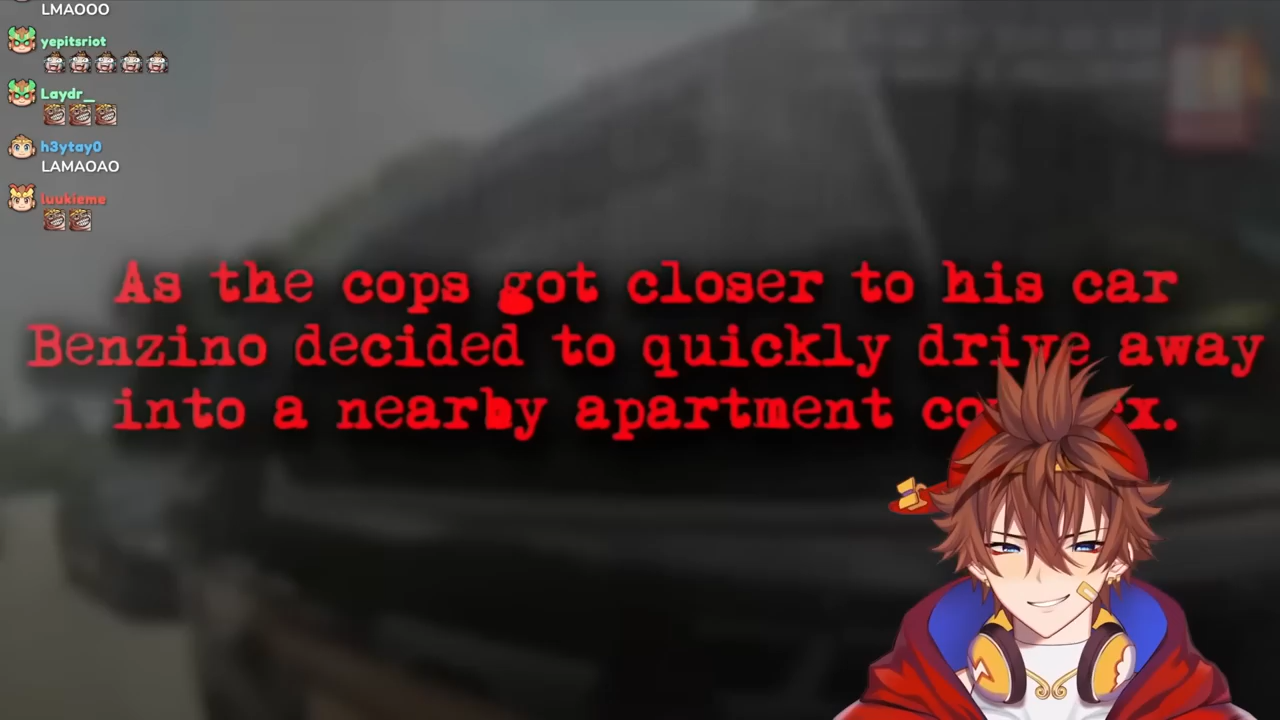 LMAOOO
yepitsriot
Laydr_
h3ytay0
LAMAOAO
luukieme
As the cops got closer to his car
Benzino decided to quickly drive away
into a nearby apartment